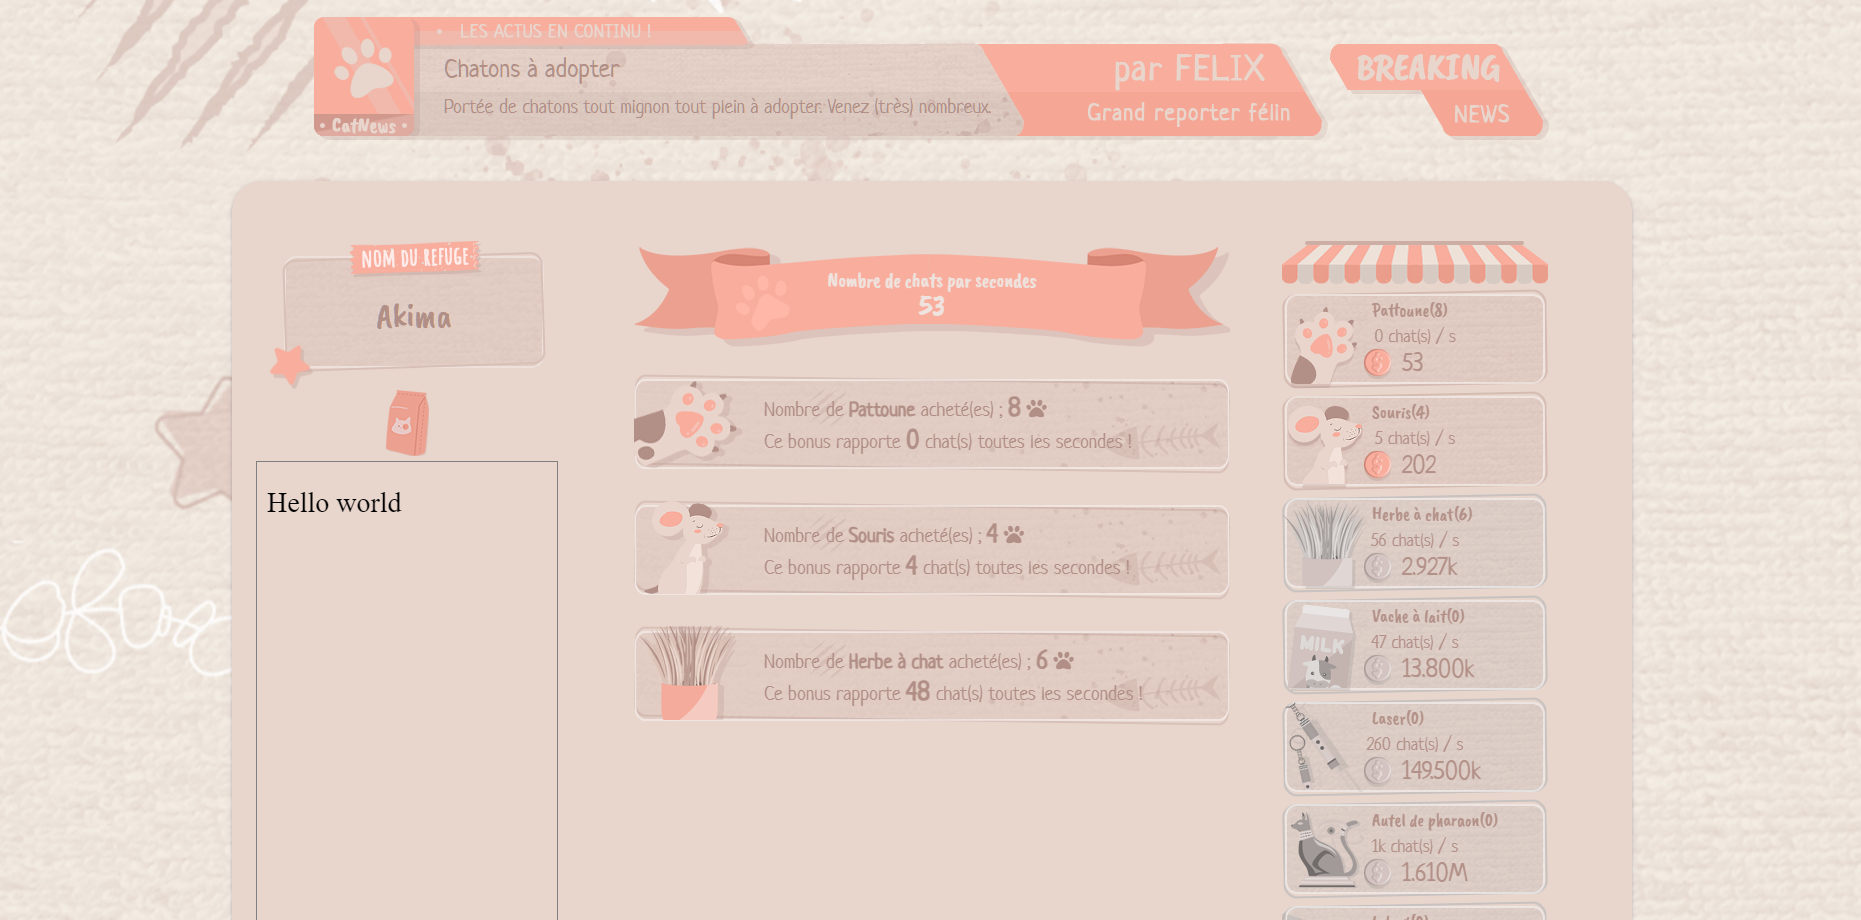 LES ACTUS EN CONTINU !
Chatons à adopter
Portée de chatons tout mignon tout plein à adopter. Venez (très) nombreux.
• CatNews •
par FELIX
Grand reporter félin
BREAKING
NEWS
NOM DU REFUGE
Akima
Hello world
Nombre de chats par secondes
53
Nombre de Pattoune acheté(es) : 8
Ce bonus rapporte 0 chat(s) toutes les secondes !
Nombre de Souris acheté(es) : 4
Ce bonus rapporte 4 chat(s) toutes les secondes !
Nombre de Herbe à chat acheté(es) : 6
Ce bonus rapporte 48 chat(s) toutes les secondes !
Pattoune(8)
0 chat(s) / s
53
Souris(4)
5 chat(s) / s
202
Herbe à chat(6)
56 chat(s) / s
2.927k
Vache à lait(0)
47 chat(s) / s
MILK
13.800k
Laser(0)
260 chat(s) / s
149.500k
Autel de pharaon(0)
1k chat(s) / s
1.610M